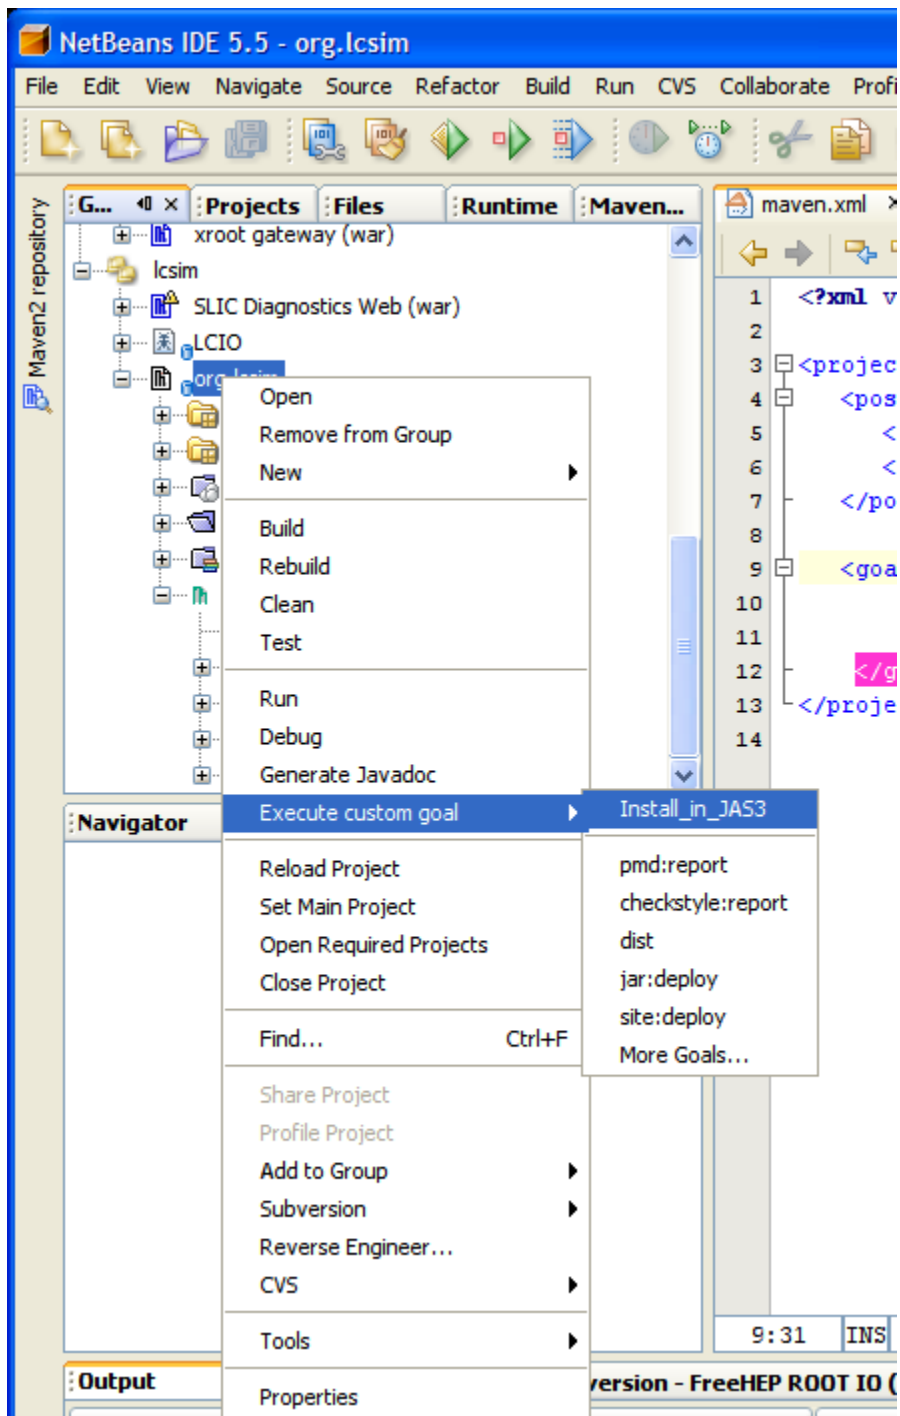 NetBeans IDE 5.5 - org.lcsim
File Edit View Navigate Source Refactor Build Run CVS Collaborate Profi
Maven2 repository
G... Projects Files Runtime Maven...
xroot gateway (war)
lcsim
SLIC Diagnostics Web (war)
LCIO
org.lcsim
Open
Remove from Group
New
Build
Rebuild
Clean
Test
Run
Debug
Generate Javadoc
Execute custom goal
Reload Project
Set Main Project
Open Required Projects
Close Project
Find... Ctrl+F
Share Project
Profile Project
Add to Group
Subversion
Reverse Engineer...
CVS
Tools
Properties
Install_in_JAS3
pmd:report
checkstyle:report
dist
jar:deploy
site:deploy
More Goals...
Navigator
maven.xml
1 <?xml v
2
3 <projec
4 <pos
5 <
6 <
7 </po
8
9 <goa
10
11
12 </g
13 </proje
14
9:31 INS
Output
version - FreeHEP ROOT IO (